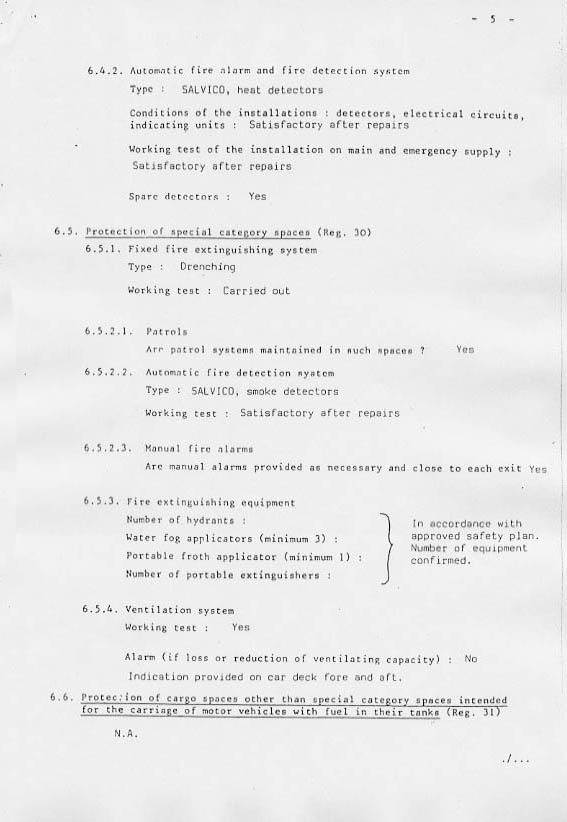 - 5 -
6.4.2. Automatic fire alarm and fire detection system
Type : SALVICO, heat detectors
Conditions of the installations : detectors, electrical circuits,
indicating units : Satisfactory after repairs
Working test of the installation on main and emergency supply :
Satisfactory after repairs
Spare detectors : Yes
6.5. Protection of special category spaces (Reg. 30)
6.5.1. Fixed fire extinguishing system
Type : Drenching
Working test : Carried out
6.5.2.1. Patrols
Are patrol systems maintained in such spaces ? Yes
6.5.2.2. Automatic fire detection system
Type : SALVICO, smoke detectors
Working test : Satisfactory after repairs
6.5.2.3. Manual fire alarms
Are manual alarms provided as necessary and close to each exit Yes
6.5.3. Fire extinguishing equipment
Number of hydrants :
Water fog applicators (minimum 3) :
Portable froth applicator (minimum 1) :
Number of portable extinguishers :
In accordance with
approved safety plan.
Number of equipment
confirmed.
6.5.4. Ventilation system
Working test : Yes
Alarm (if loss or reduction of ventilating capacity) : No
Indication provided on car deck fore and aft.
6.6. Protection of cargo spaces other than special category spaces intended
for the carriage of motor vehicles with fuel in their tanks (Reg. 31)
N.A.
./...